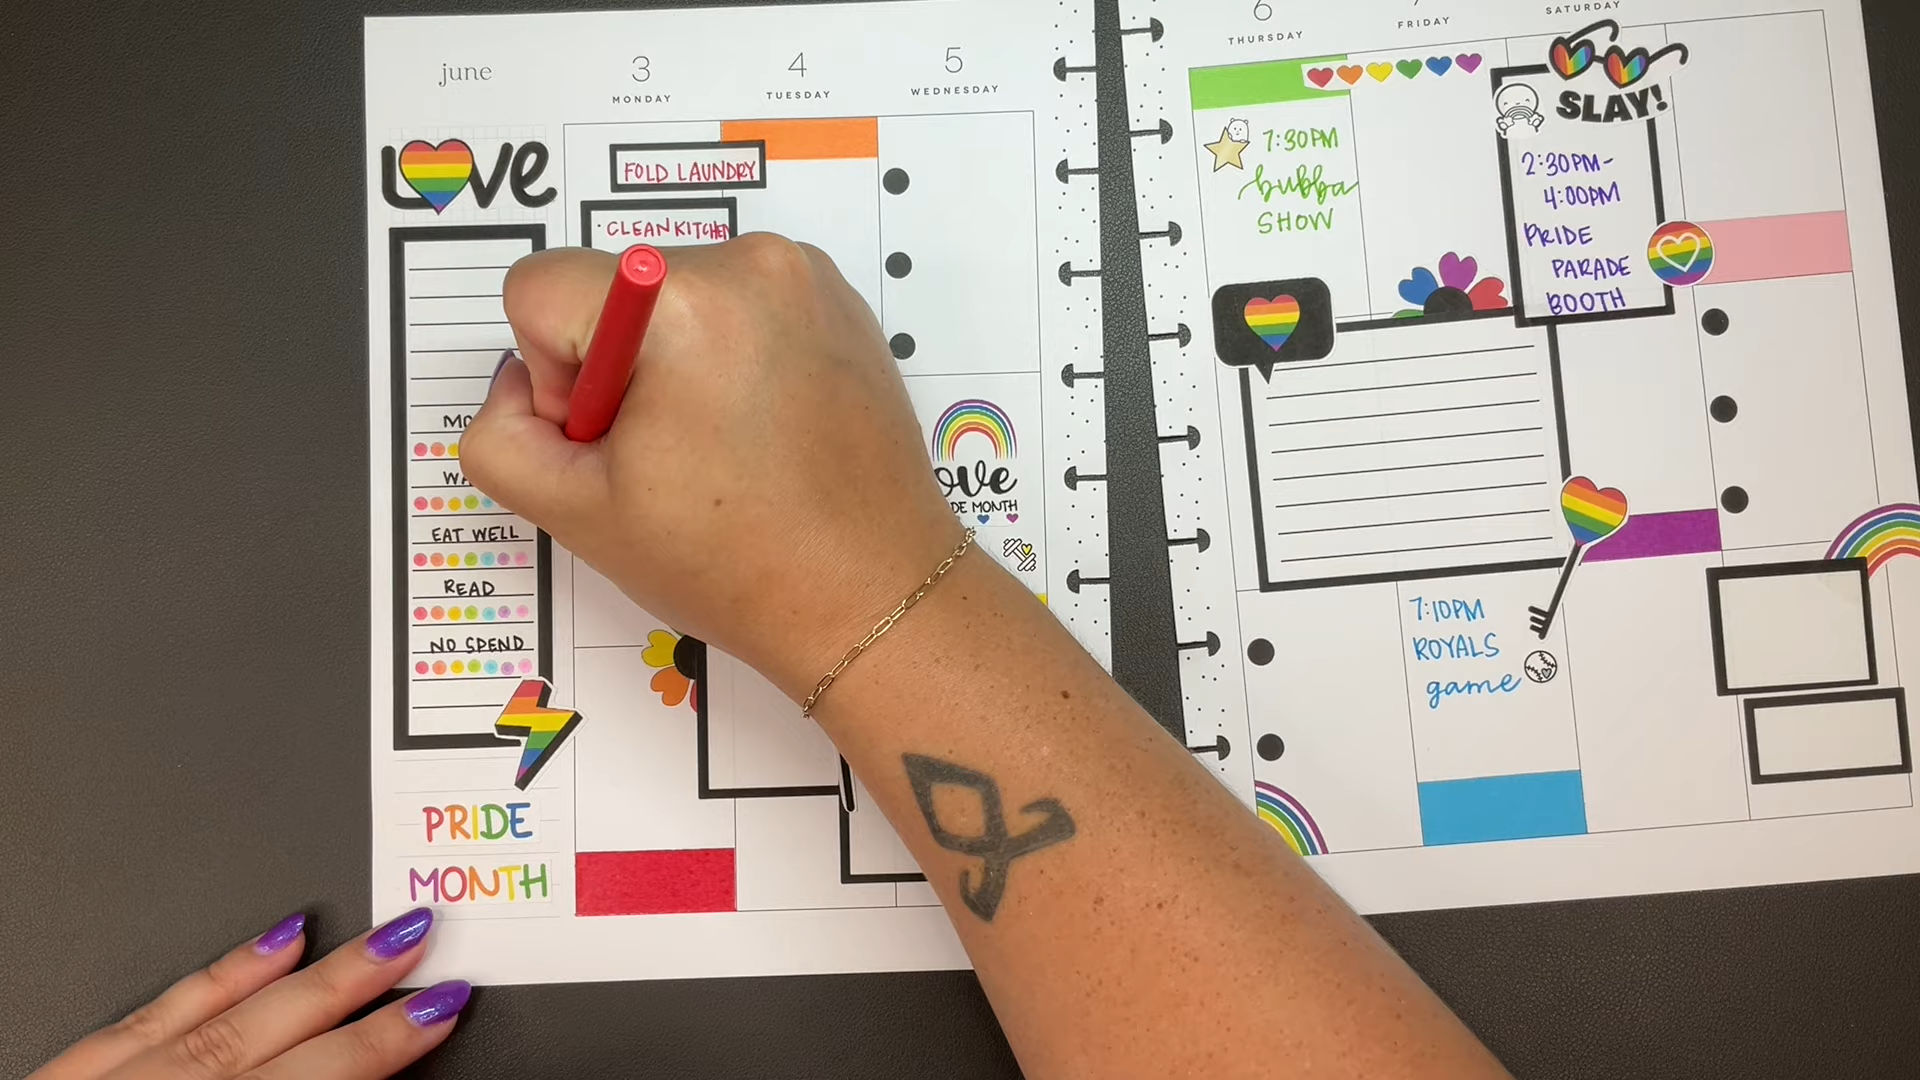 june
3
MONDAY
4
TUESDAY
5
WEDNESDAY
LOVE
FOLD LAUNDRY
· CLEAN KITCHEN
EAT WELL
READ
NO SPEND
PRIDE
MONTH
MONTH
6
THURSDAY
FRIDAY
SATURDAY
7:30PM
bubba
SHOW
SLAY!
2:30PM-
4:00PM
PRIDE
PARADE
BOOTH
7:10PM
ROYALS
game